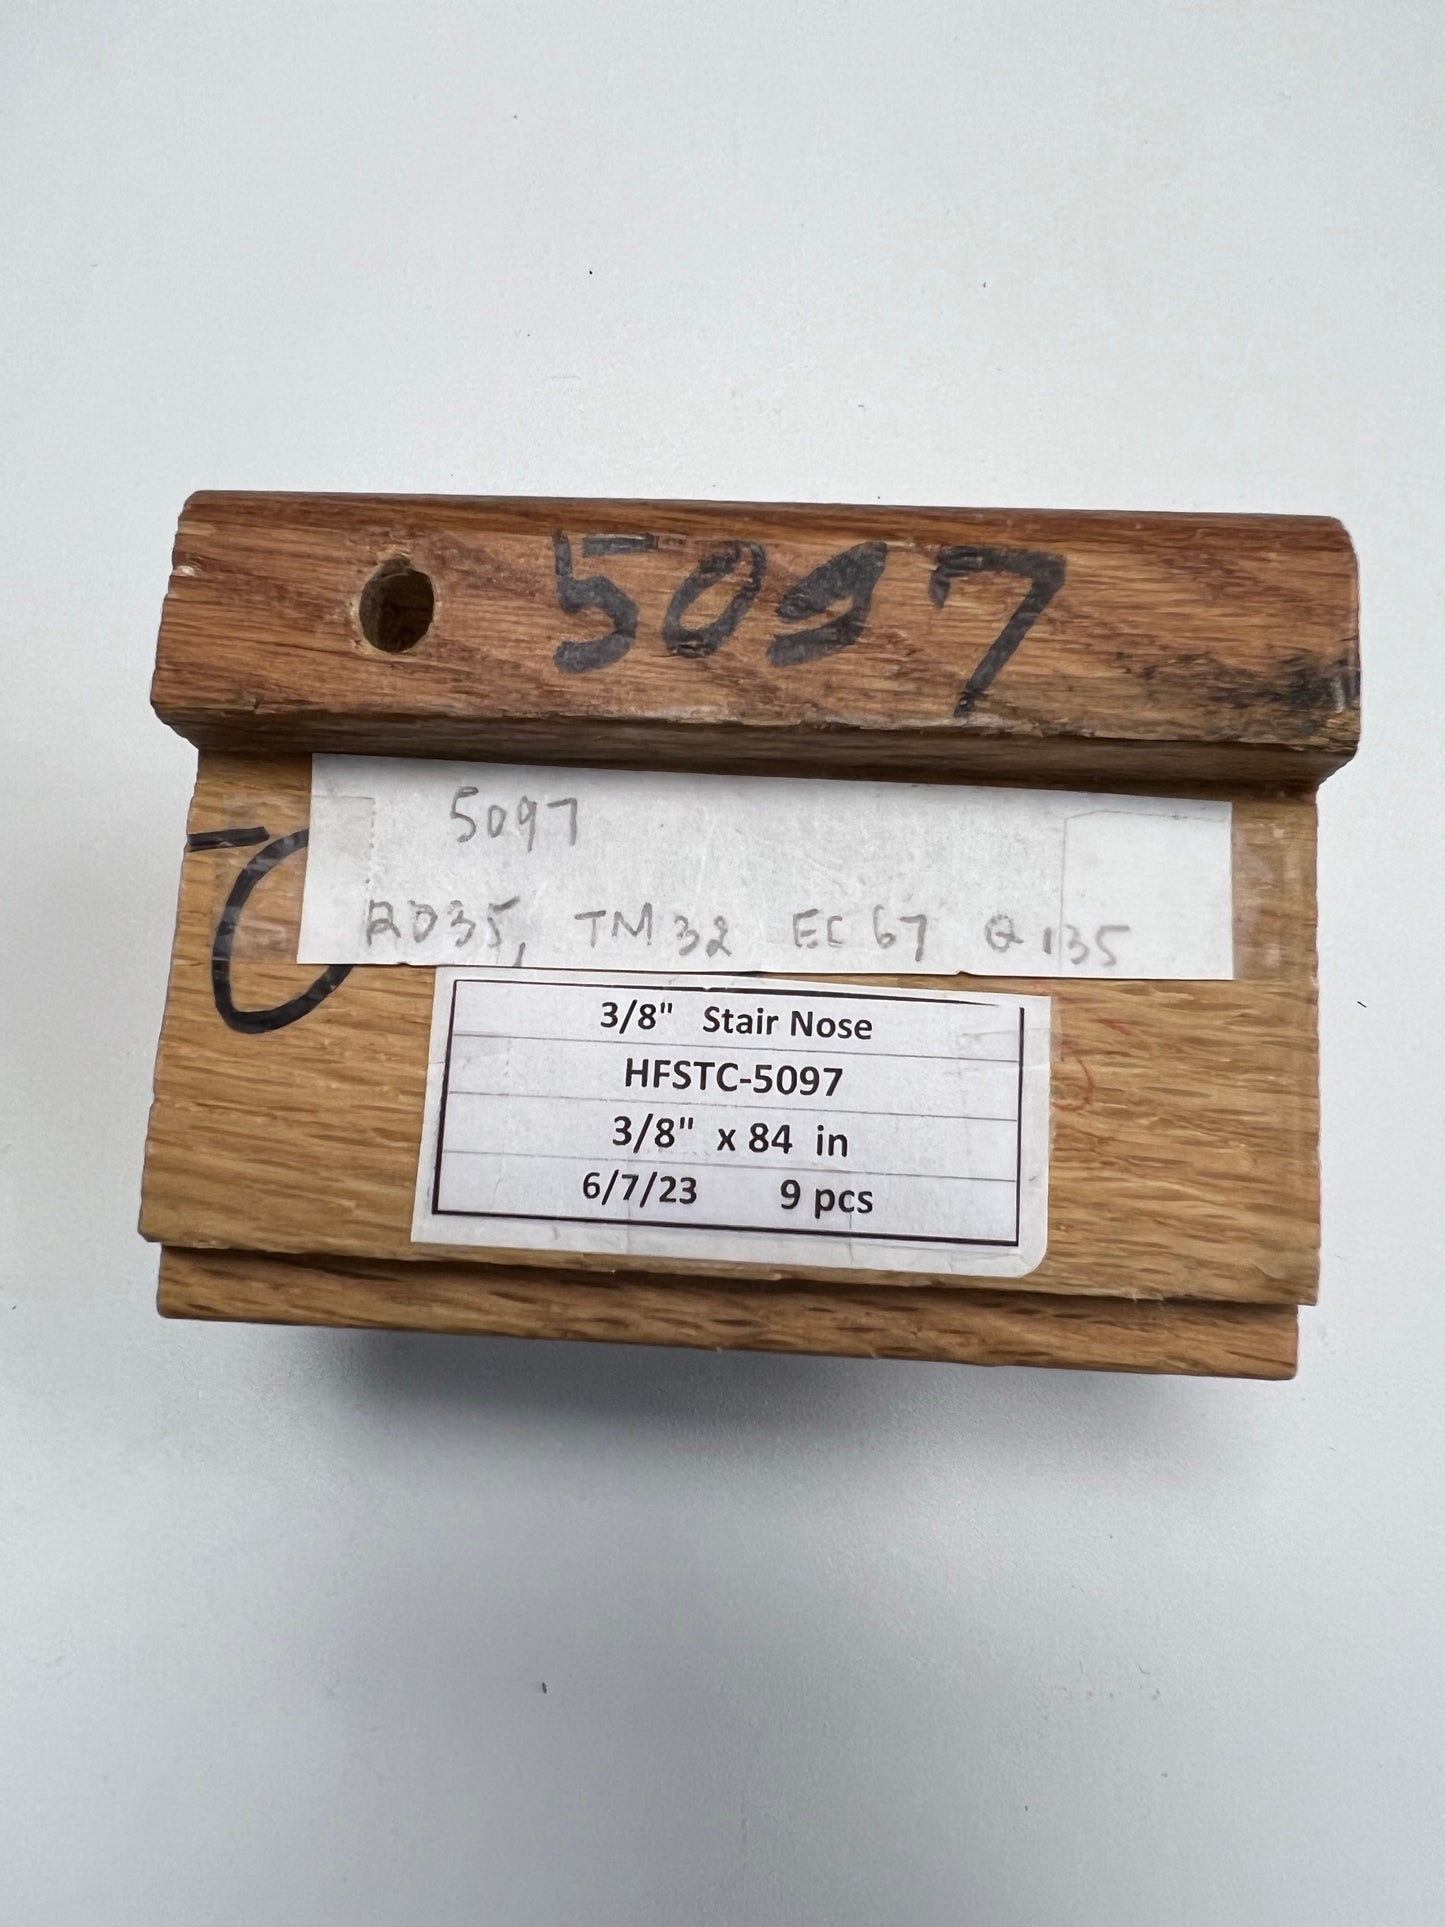 5097
5097
RD35, TM32 EC67 Q135
3/8" Stair Nose
HFSTC-5097
3/8" x 84 in
6/7/23 9 pcs